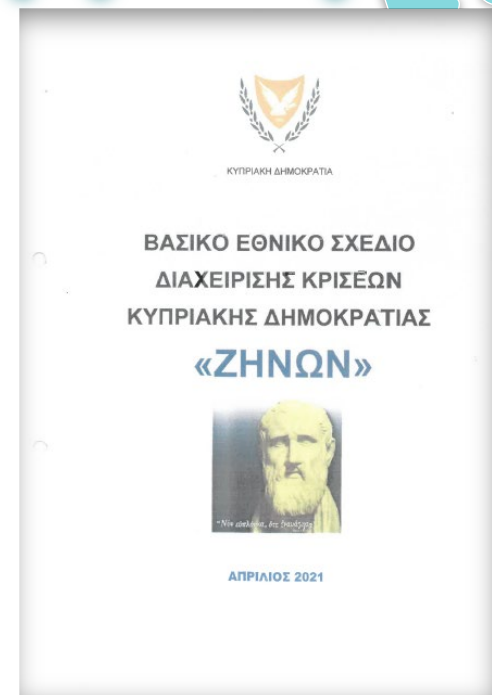 ΚΥΠΡΙΑΚΗ ΔΗΜΟΚΡΑΤΙΑ
ΒΑΣΙΚΟ ΕΘΝΙΚΟ ΣΧΕΔΙΟ
ΔΙΑΧΕΙΡΙΣΗΣ ΚΡΙΣΕΩΝ
ΚΥΠΡΙΑΚΗΣ ΔΗΜΟΚΡΑΤΙΑΣ
«ΖΗΝΩΝ»
ΑΠΡΙΛΙΟΣ 2021